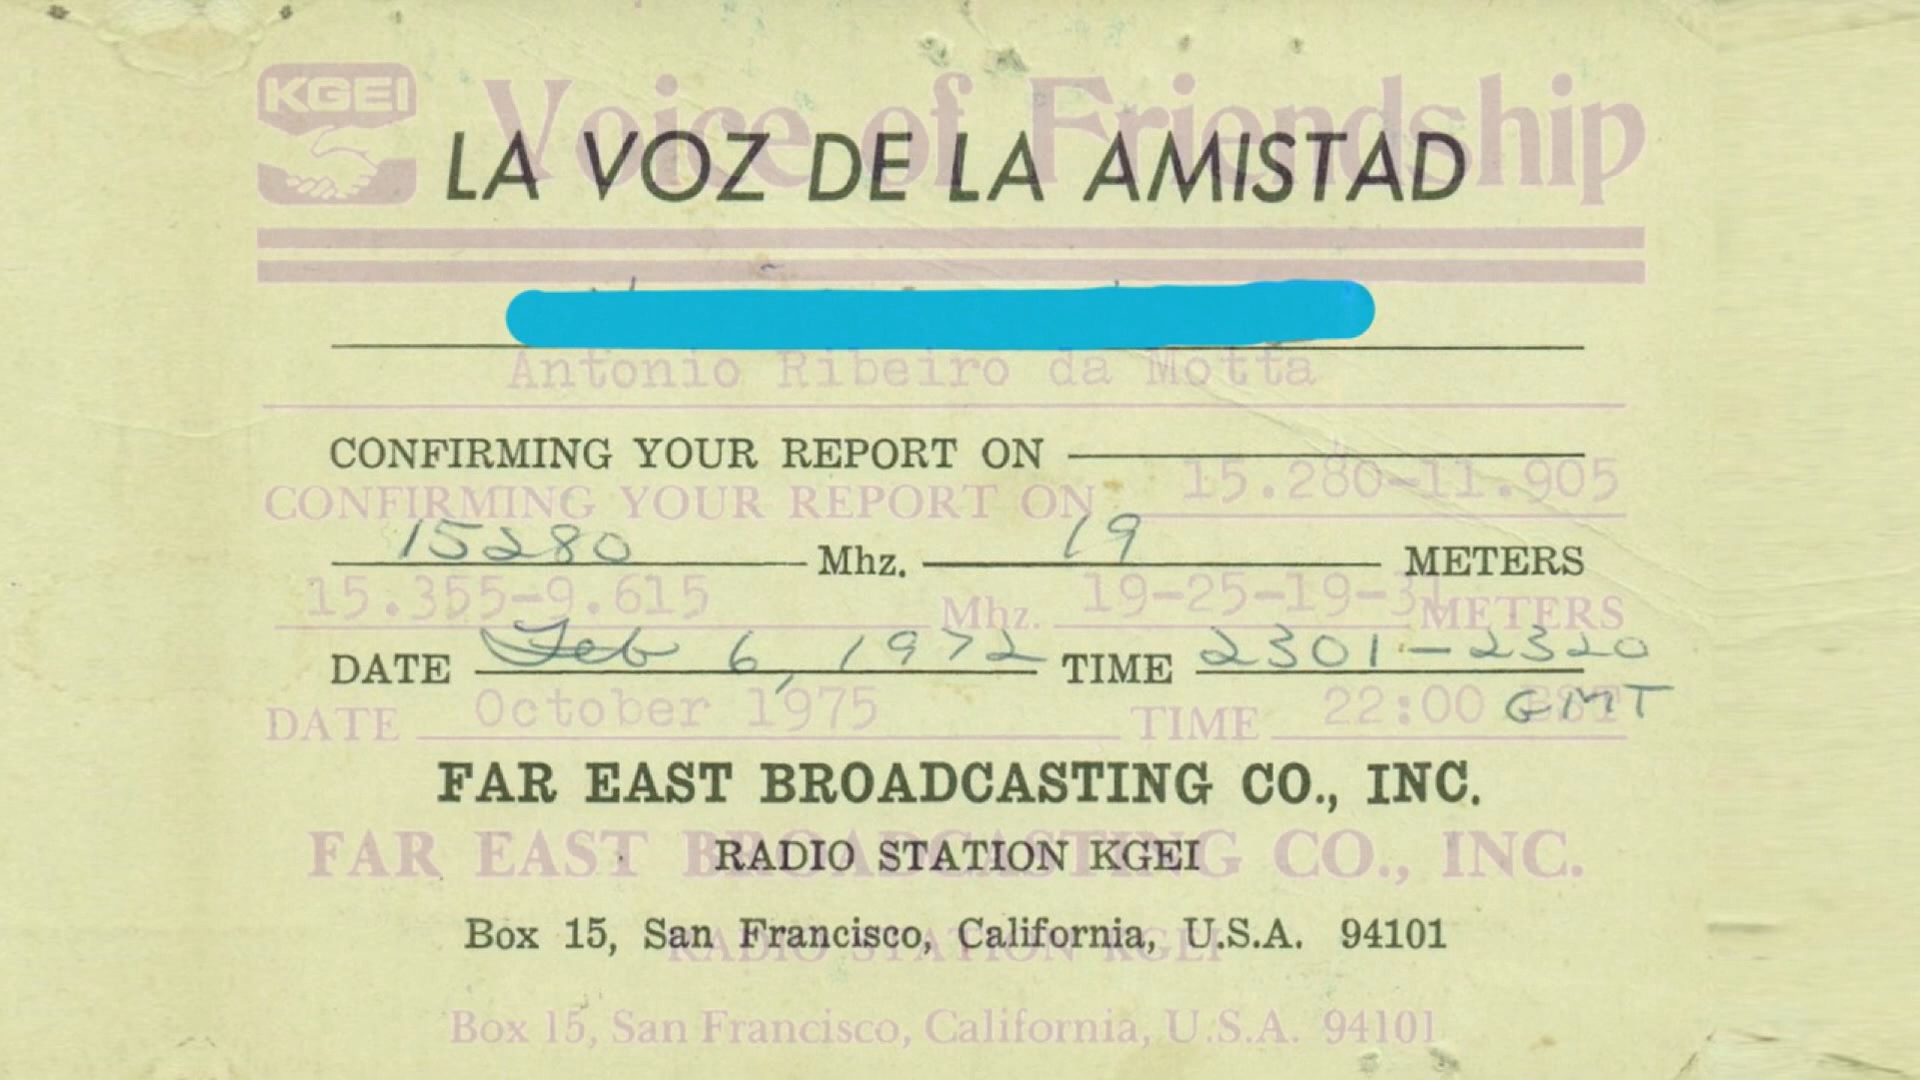 KGEI Voice of Friendship
LA VOZ DE LA AMISTAD
Antonio Ribeiro da Motta
CONFIRMING YOUR REPORT ON
CONFIRMING YOUR REPORT ON 15.280-11.905
15280 Mhz. 19 METERS
15.355-9.615 Mhz. 19-25-19-31 METERS
DATE Feb 6, 1972 TIME 2301-2320
GMT
DATE October 1975 TIME 22:00
FAR EAST BROADCASTING CO., INC.
FAR EAST BROADCASTING CO., INC.
RADIO STATION KGEI
Box 15, San Francisco, California, U.S.A. 94101
RADIO STATION KGEI
Box 15, San Francisco, California, U.S.A. 94101